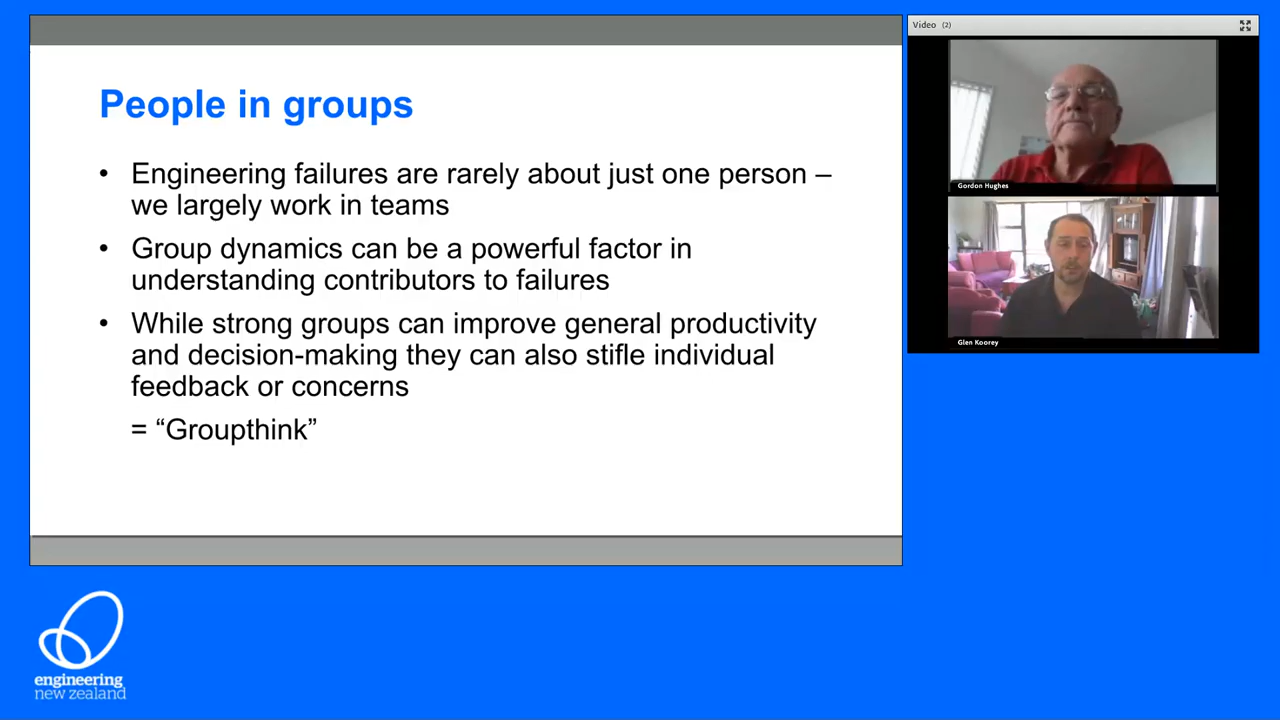 People in groups
• Engineering failures are rarely about just one person –
we largely work in teams
• Group dynamics can be a powerful factor in
understanding contributors to failures
• While strong groups can improve general productivity
and decision-making they can also stifle individual
feedback or concerns
= “Groupthink”
Video (2)
Gordon Hughes
Glen Koorey
engineering
new zealand